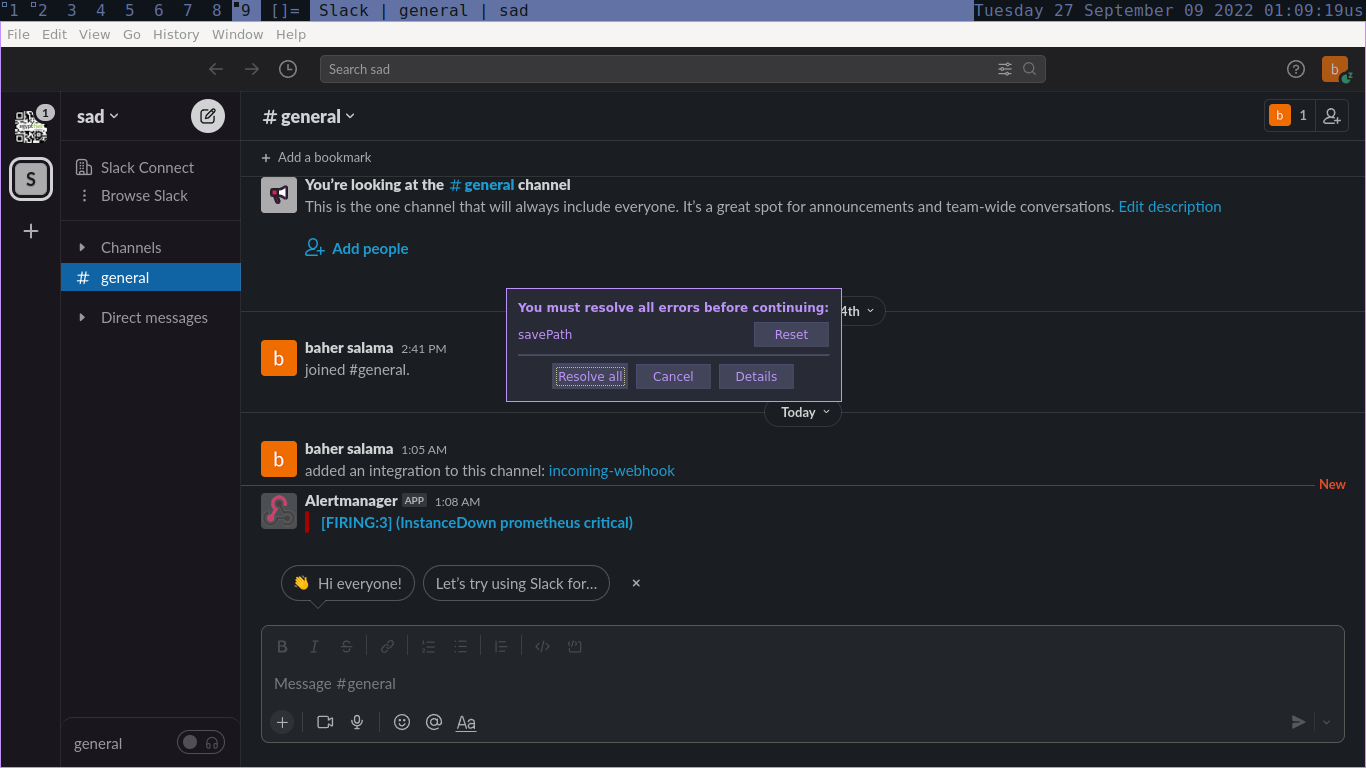 1 2 3 4 5 6 7 8 9 []= Slack | general | sad Tuesday 27 September 09 2022 01:09:19us
File Edit View Go History Window Help
Search sad
b
1
sad
# general
b 1
+ Add a bookmark
S
Slack Connect
Browse Slack
Channels
# general
Direct messages
You're looking at the # general channel
This is the one channel that will always include everyone. It's a great spot for announcements and team-wide conversations. Edit description
Add people
4th
You must resolve all errors before continuing:
savePath Reset
Resolve all Cancel Details
b
baher salama 2:41 PM
joined #general.
Today
b
baher salama 1:05 AM
added an integration to this channel: incoming-webhook
New
Alertmanager APP 1:08 AM
[FIRING:3] (InstanceDown prometheus critical)
👋 Hi everyone! Let's try using Slack for... ×
B I S
Message #general
Aa
general